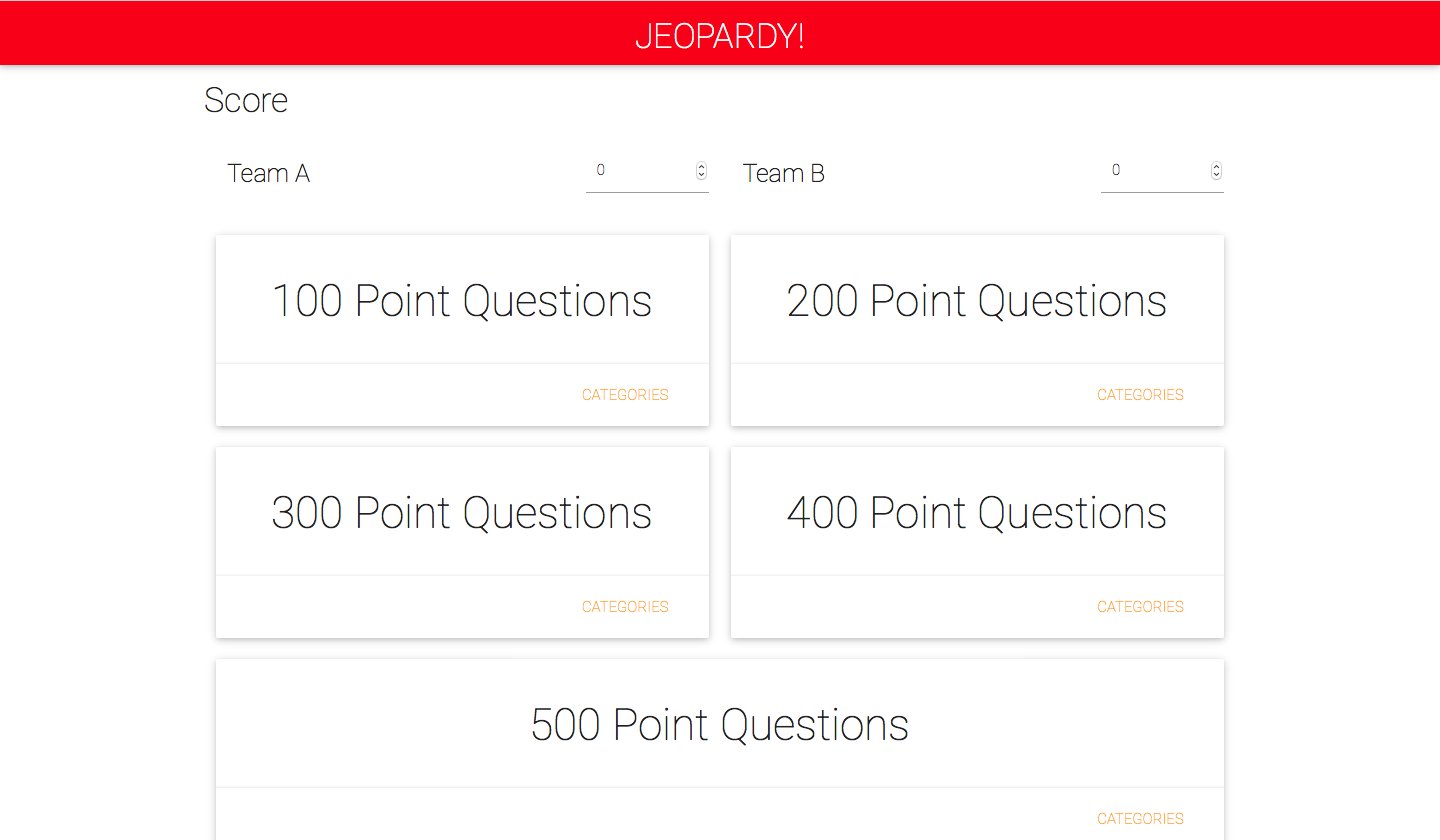 JEOPARDY!
Score
Team A 0 Team B 0
100 Point Questions 200 Point Questions
CATEGORIES CATEGORIES
300 Point Questions 400 Point Questions
CATEGORIES CATEGORIES
500 Point Questions
CATEGORIES